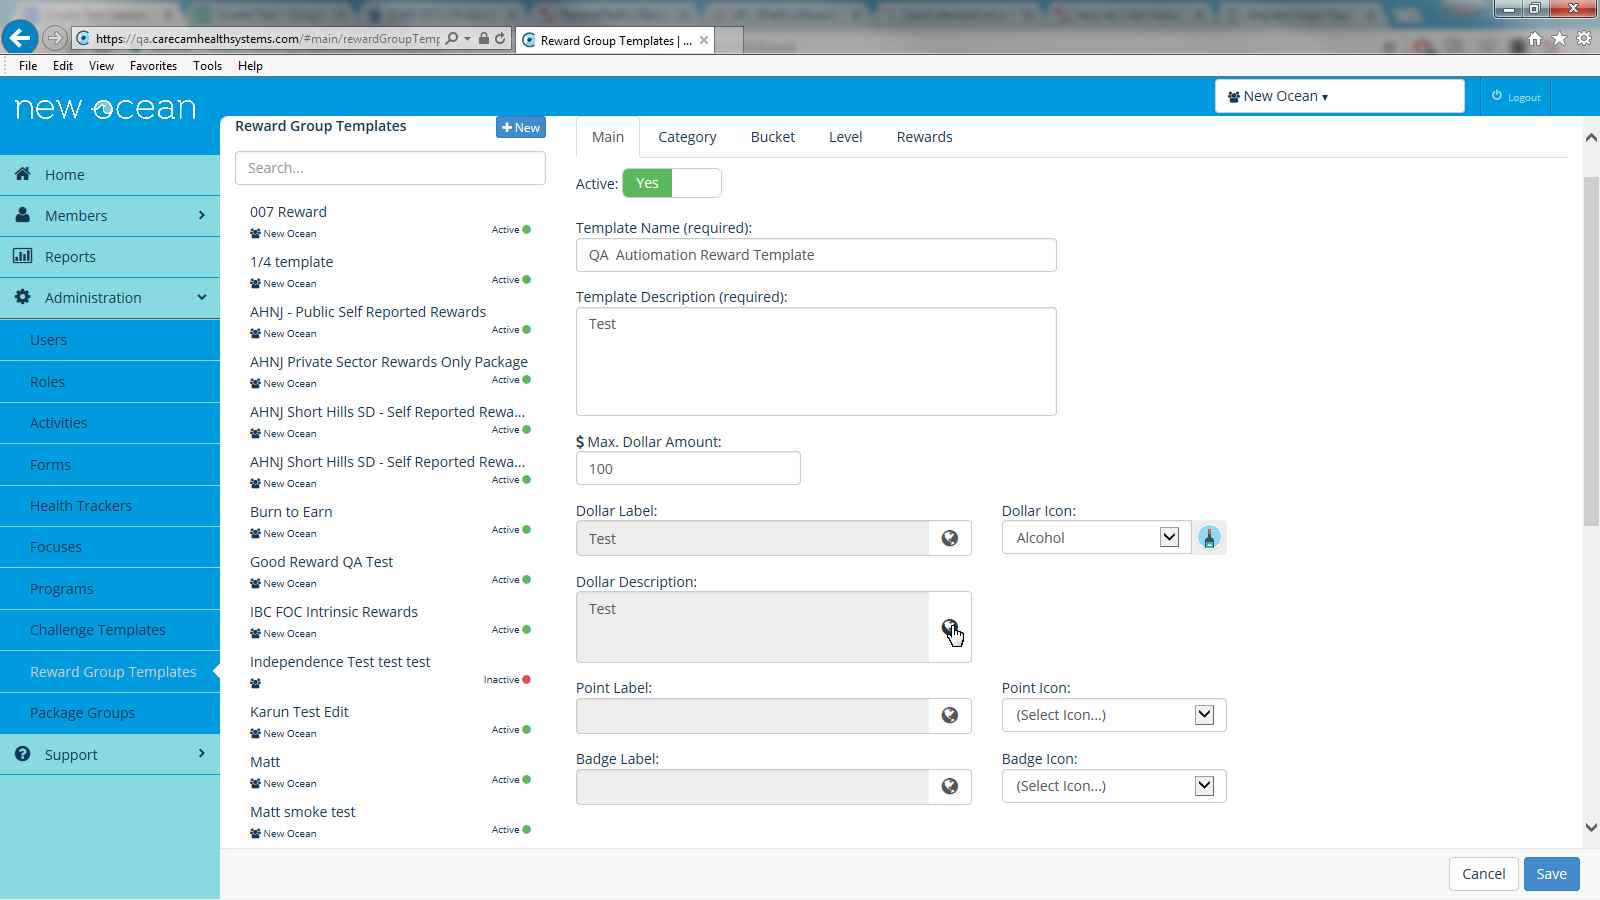 https://qa.carecamhealthsystems.com/#main/rewardGroupTemp
Reward Group Templates | ...
File Edit View Favorites Tools Help
new ocean
New Ocean
Logout
Home
Members
Reports
Administration
Users
Roles
Activities
Forms
Health Trackers
Focuses
Programs
Challenge Templates
Reward Group Templates
Package Groups
Support
Reward Group Templates
+ New
Search...
007 Reward
New Ocean Active
1/4 template
New Ocean Active
AHNJ - Public Self Reported Rewards
New Ocean Active
AHNJ Private Sector Rewards Only Package
New Ocean Active
AHNJ Short Hills SD - Self Reported Rewa...
New Ocean Active
AHNJ Short Hills SD - Self Reported Rewa...
New Ocean Active
Burn to Earn
New Ocean Active
Good Reward QA Test
New Ocean Active
IBC FOC Intrinsic Rewards
New Ocean Active
Independence Test test test
Inactive
Karun Test Edit
New Ocean Active
Matt
New Ocean Active
Matt smoke test
New Ocean Active
Main Category Bucket Level Rewards
Active: Yes
Template Name (required):
QA  Autiomation Reward Template
Template Description (required):
Test
$ Max. Dollar Amount:
100
Dollar Label: Dollar Icon:
Test Alcohol
Dollar Description:
Test
Point Label: Point Icon:
(Select Icon...)
Badge Label: Badge Icon:
(Select Icon...)
Cancel Save